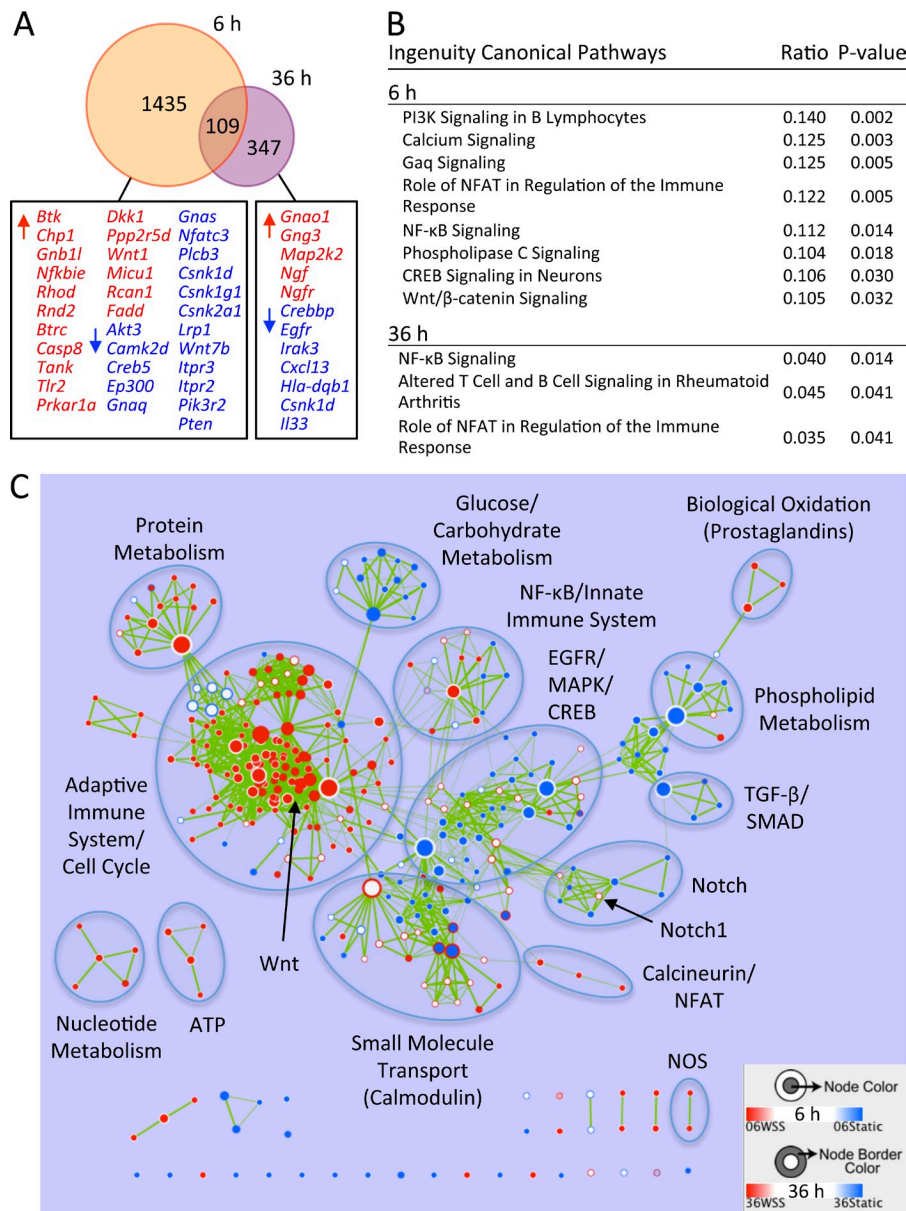 A
6 h
36 h
1435
109
347
Btk
Chp1
Gnb1l
Nfkbie
Rhod
Rnd2
Btrc
Casp8
Tank
Tlr2
Prkar1a
Dkk1
Ppp2r5d
Wnt1
Micu1
Rcan1
Fadd
Akt3
Camk2d
Creb5
Ep300
Gnaq
Gnas
Nfatc3
Plcb3
Csnk1d
Csnk1g1
Csnk2a1
Lrp1
Wnt7b
Itpr3
Itpr2
Pik3r2
Pten
Gnao1
Gng3
Map2k2
Ngf
Ngfr
Crebbp
Egfr
Irak3
Cxcl13
Hla-dqb1
Csnk1d
Il33
B
Ingenuity Canonical Pathways Ratio P-value
6 h
PI3K Signaling in B Lymphocytes 0.140 0.002
Calcium Signaling 0.125 0.003
Gaq Signaling 0.125 0.005
Role of NFAT in Regulation of the Immune
Response 0.122 0.005
NF-κB Signaling 0.112 0.014
Phospholipase C Signaling 0.104 0.018
CREB Signaling in Neurons 0.106 0.030
Wnt/β-catenin Signaling 0.105 0.032
36 h
NF-κB Signaling 0.040 0.014
Altered T Cell and B Cell Signaling in Rheumatoid
Arthritis 0.045 0.041
Role of NFAT in Regulation of the Immune
Response 0.035 0.041
C
Protein
Metabolism
Glucose/
Carbohydrate
Metabolism
Biological Oxidation
(Prostaglandins)
NF-κB/Innate
Immune System
EGFR/
MAPK/
CREB
Phospholipid
Metabolism
Adaptive
Immune
System/
Cell Cycle
TGF-β/
SMAD
Notch
Notch1
Wnt
Calcineurin/
NFAT
Nucleotide
Metabolism
ATP
Small Molecule
Transport
(Calmodulin)
NOS
Node Color
6 h
06WSS 06Static
Node Border
Color
36 h
36WSS 36Static